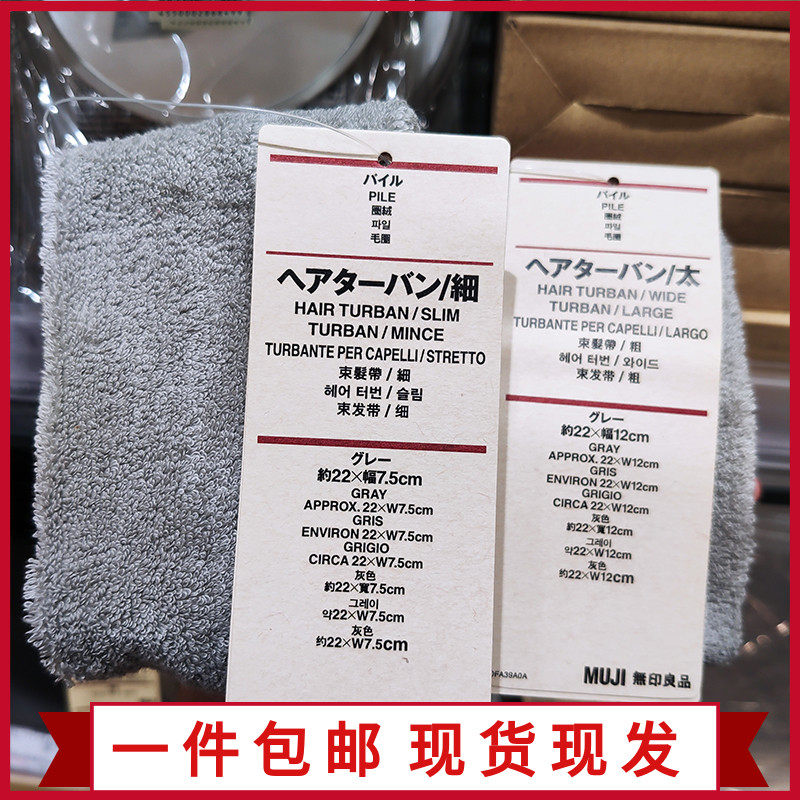 パイル
PILE
圈絨
파일
毛圈
ヘアターバン/細
HAIR TURBAN/SLIM
TURBAN/MINCE
TURBANTE PER CAPELLI/STRETTO
束髮帶/細
헤어 터번/슬림
束发带/细
グレー
約22×幅7.5cm
GRAY
APPROX. 22×W7.5cm
GRIS
ENVIRON 22×W7.5cm
GRIGIO
CIRCA 22×W7.5cm
灰色
約22×寬7.5cm
그레이
약22×W7.5cm
灰色
约22×W7.5cm
パイル
PILE
圈絨
파일
毛圈
ヘアターバン/太
HAIR TURBAN/WIDE
TURBAN/LARGE
TURBANTE PER CAPELLI/LARGO
束髮帶/粗
헤어 터번/와이드
束发带/粗
グレー
約22×幅12cm
GRAY
APPROX. 22×W12cm
GRIS
ENVIRON 22×W12cm
GRIGIO
CIRCA 22×W12cm
灰色
約22×寬12cm
그레이
약22×W12cm
灰色
约22×W12cm
MUJI 無印良品
一件包邮 现货现发